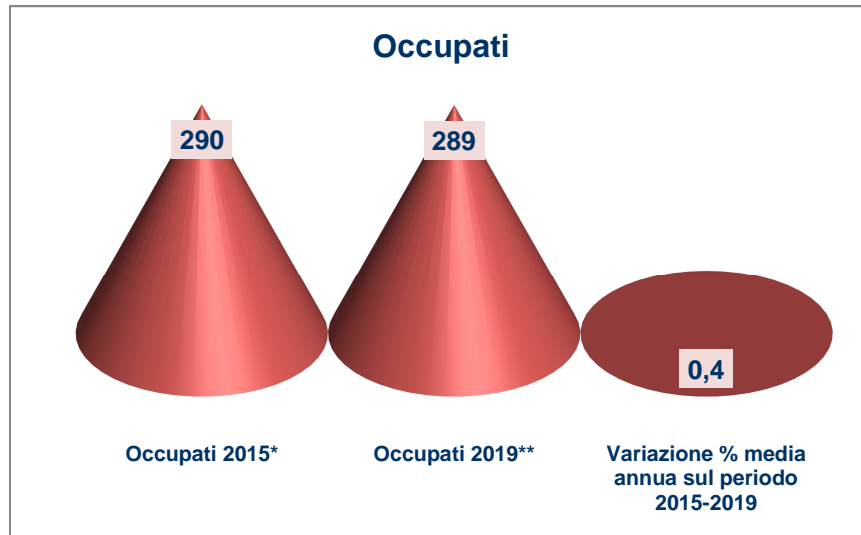 Occupati
290
289
0,4
Occupati 2015*
Occupati 2019**
Variazione % media
annua sul periodo
2015-2019